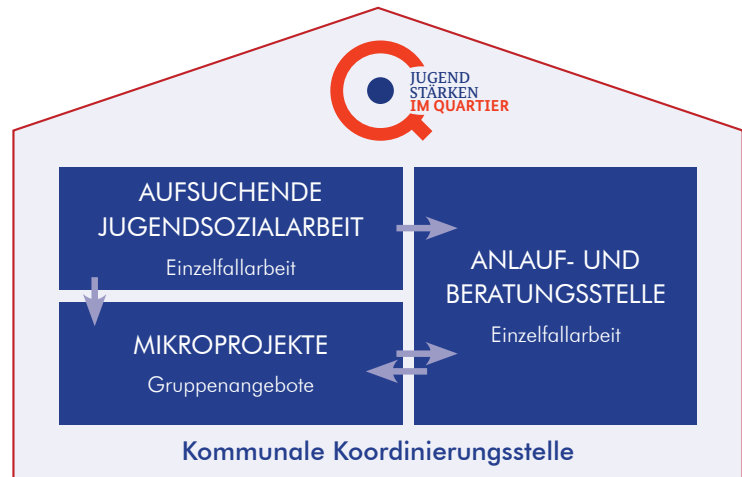 JUGEND
STÄRKEN
IM QUARTIER
AUFSUCHENDE
JUGENDSOZIALARBEIT
Einzelfallarbeit
MIKROPROJEKTE
Gruppenangebote
ANLAUF- UND
BERATUNGSSTELLE
Einzelfallarbeit
Kommunale Koordinierungsstelle